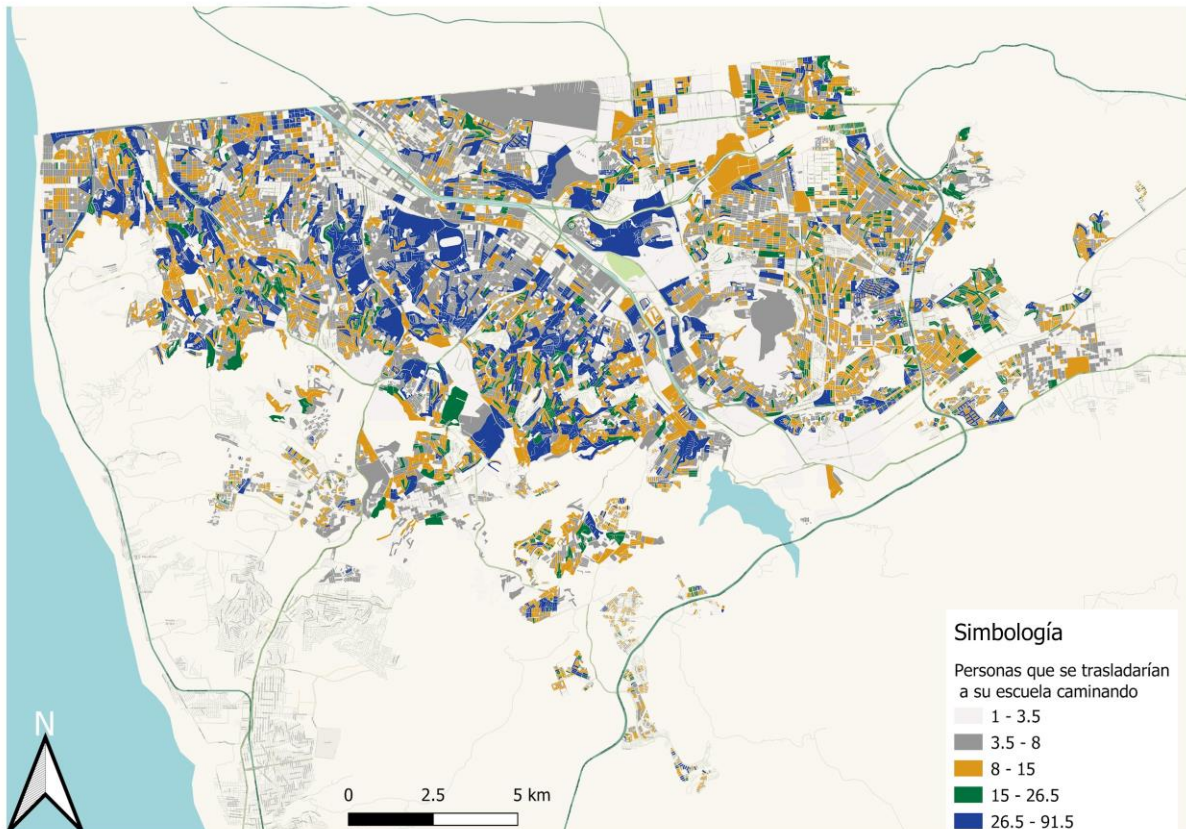 N
0 2.5 5 km
Simbología
Personas que se trasladarían
a su escuela caminando
1 - 3.5
3.5 - 8
8 - 15
15 - 26.5
26.5 - 91.5